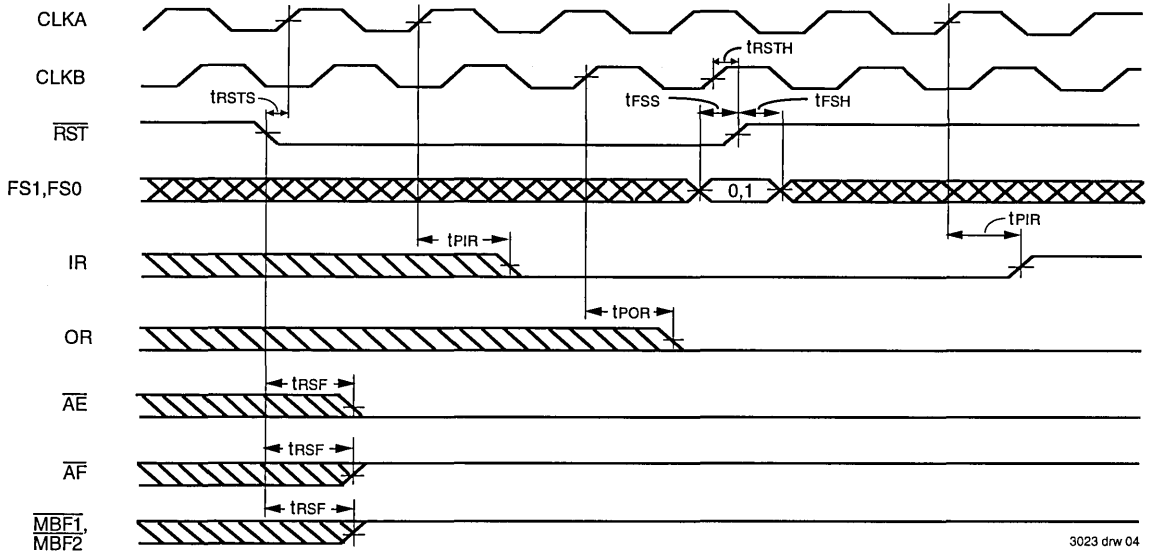 CLKA
tRSTH
CLKB
tRSTS
tFSS
tFSH
RST
FS1,FS0
0,1
tPIR
tPIR
IR
tPOR
OR
tRSF
AE
tRSF
AF
tRSF
MBF1,
MBF2
3023 drw 04